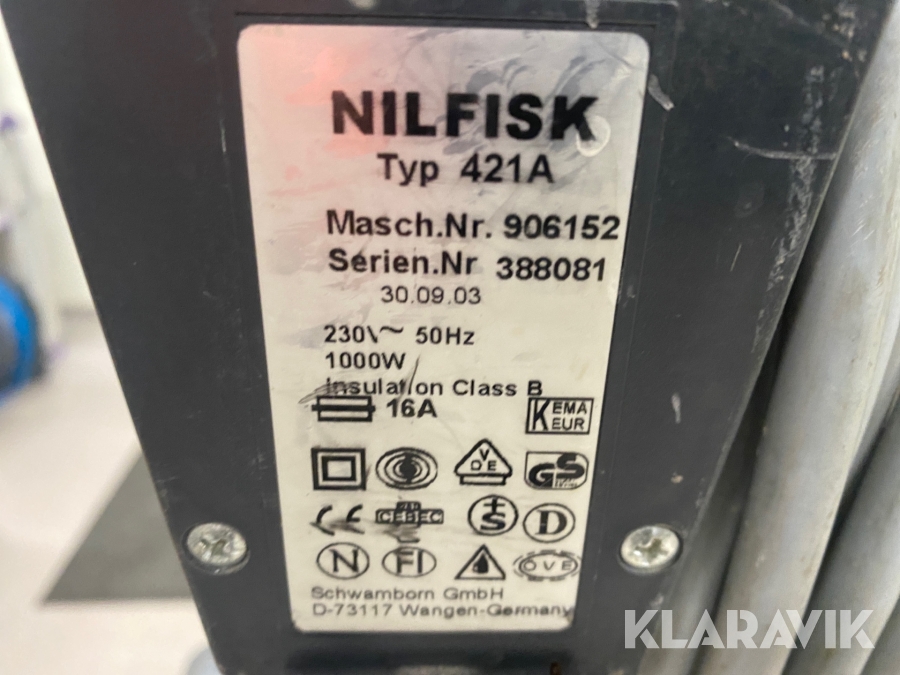 NILFISK
Typ 421A
Masch.Nr. 906152
Serien.Nr 388081
30.09.03
230V~ 50Hz
1000W
Insulation Class B
16A
KEMA
EUR
VDE
GS
CE
CEBEC
+S
D
N
FI
ÖVE
Schwamborn GmbH
D-73117 Wangen-Germany
KLARAVIK